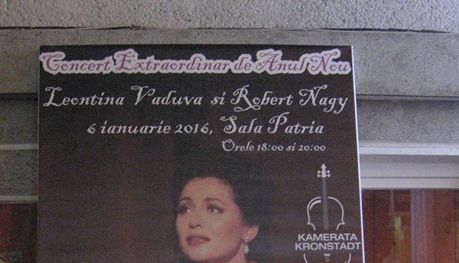 Concert Extraordinar de Anul Nou
Leontina Vaduva si Robert Nagy
6 ianuarie 2016, Sala Patria
Orele 18:00 si 20:00
KAMERATA
KRONSTADT